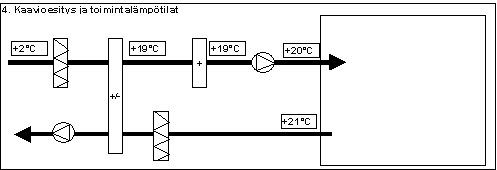 4. Kaavioesitys ja toimintalämpötilat
+2°C
+19°C
+19°C
+20°C
+
+/-
+21°C